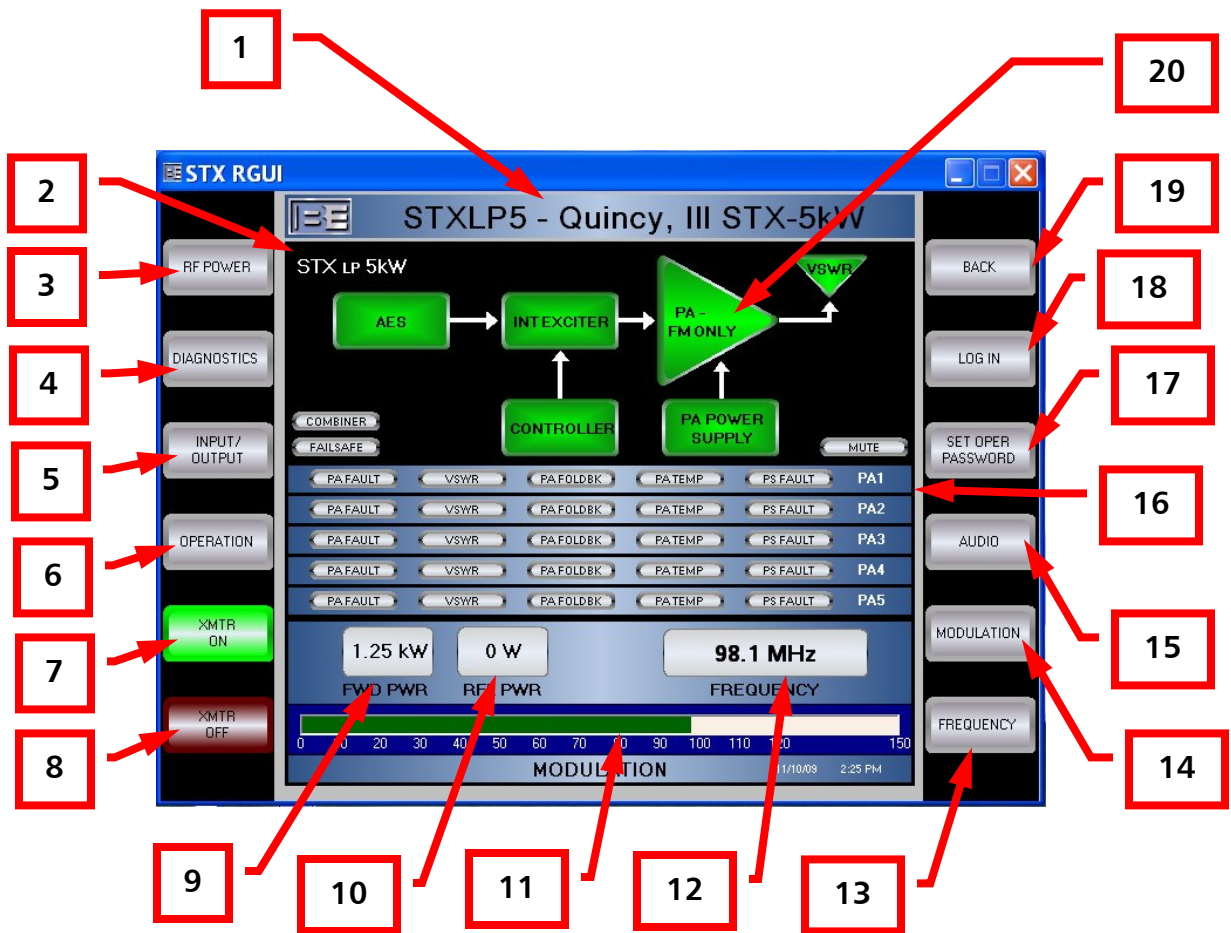 1
20
STX RGUI
2
STXLP5 - Quincy, Ill STX-5kW
19
RF POWER
STX LP 5kW
VSWR
BACK
3
AES
INT EXCITER
PA -
FM ONLY
18
DIAGNOSTICS
LOG IN
4
17
COMBINER
CONTROLLER
PA POWER
SUPPLY
INPUT/
OUTPUT
FAILSAFE
MUTE
SET OPER
PASSWORD
5
PA FAULT VSWR PA FOLDBK PA TEMP PS FAULT PA1
16
PA FAULT VSWR PA FOLDBK PA TEMP PS FAULT PA2
OPERATION
PA FAULT VSWR PA FOLDBK PA TEMP PS FAULT PA3
AUDIO
6
PA FAULT VSWR PA FOLDBK PA TEMP PS FAULT PA4
PA FAULT VSWR PA FOLDBK PA TEMP PS FAULT PA5
XMTR
ON
MODULATION
7
1.25 kW 0 W 98.1 MHz
15
FWD PWR PWR FREQUENCY
XMTR
OFF
FREQUENCY
8
0 10 20 30 40 50 60 70 80 90 100 110 120 150
MODULATION 11/10/09 2:25 PM
14
9
10
11
12
13